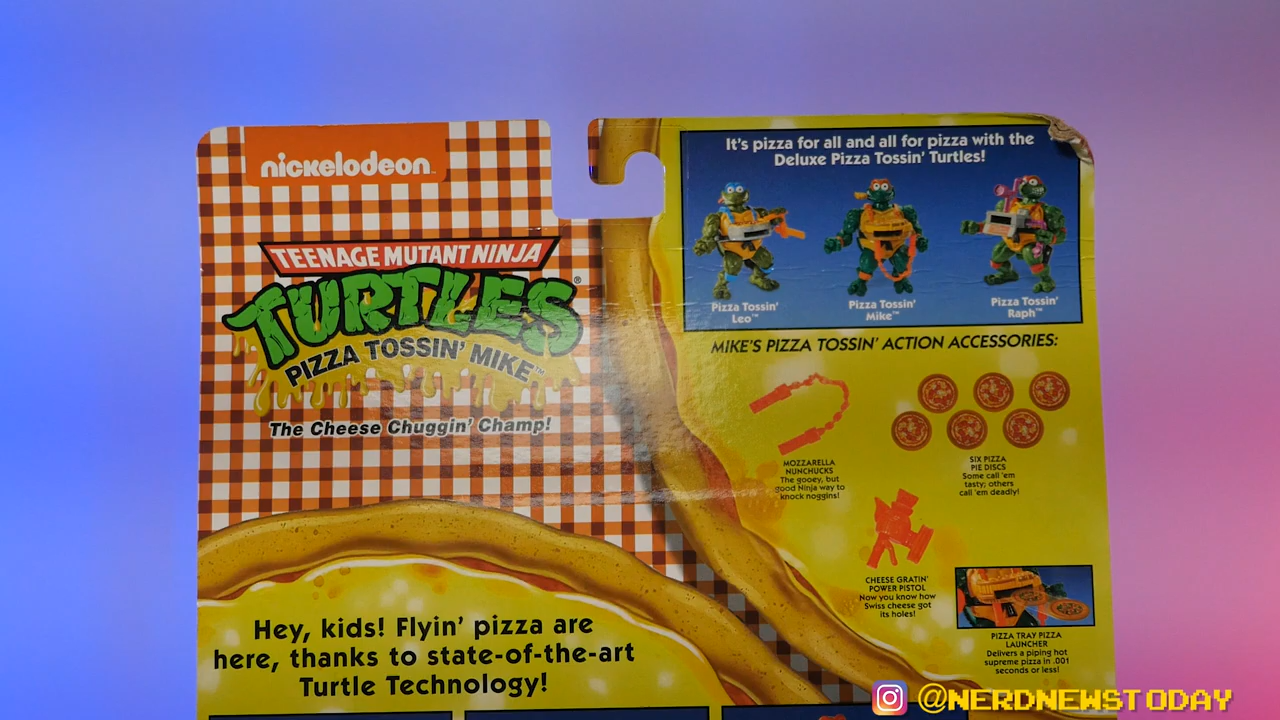 nickelodeon
TEENAGE MUTANT NINJA
TURTLES®
PIZZA TOSSIN' MIKE™
The Cheese Chuggin' Champ!
Hey, kids! Flyin' pizza are
here, thanks to state-of-the-art
Turtle Technology!
It's pizza for all and all for pizza with the
Deluxe Pizza Tossin' Turtles!
Pizza Tossin'
Leo™
Pizza Tossin'
Mike™
Pizza Tossin'
Raph™
MIKE'S PIZZA TOSSIN' ACTION ACCESSORIES:
MOZZARELLA
NUNCHUCKS
The gooey, but
good Ninja way to
knock noggins!
SIX PIZZA
PIE DISCS
Some call 'em
tasty; others
call 'em deadly!
CHEESE GRATIN'
POWER PISTOL
Now you know how
Swiss cheese got
its holes!
PIZZA TRAY PIZZA
LAUNCHER
Delivers a piping hot
supreme pizza in .001
seconds or less!
@NERDNEWSTODAY